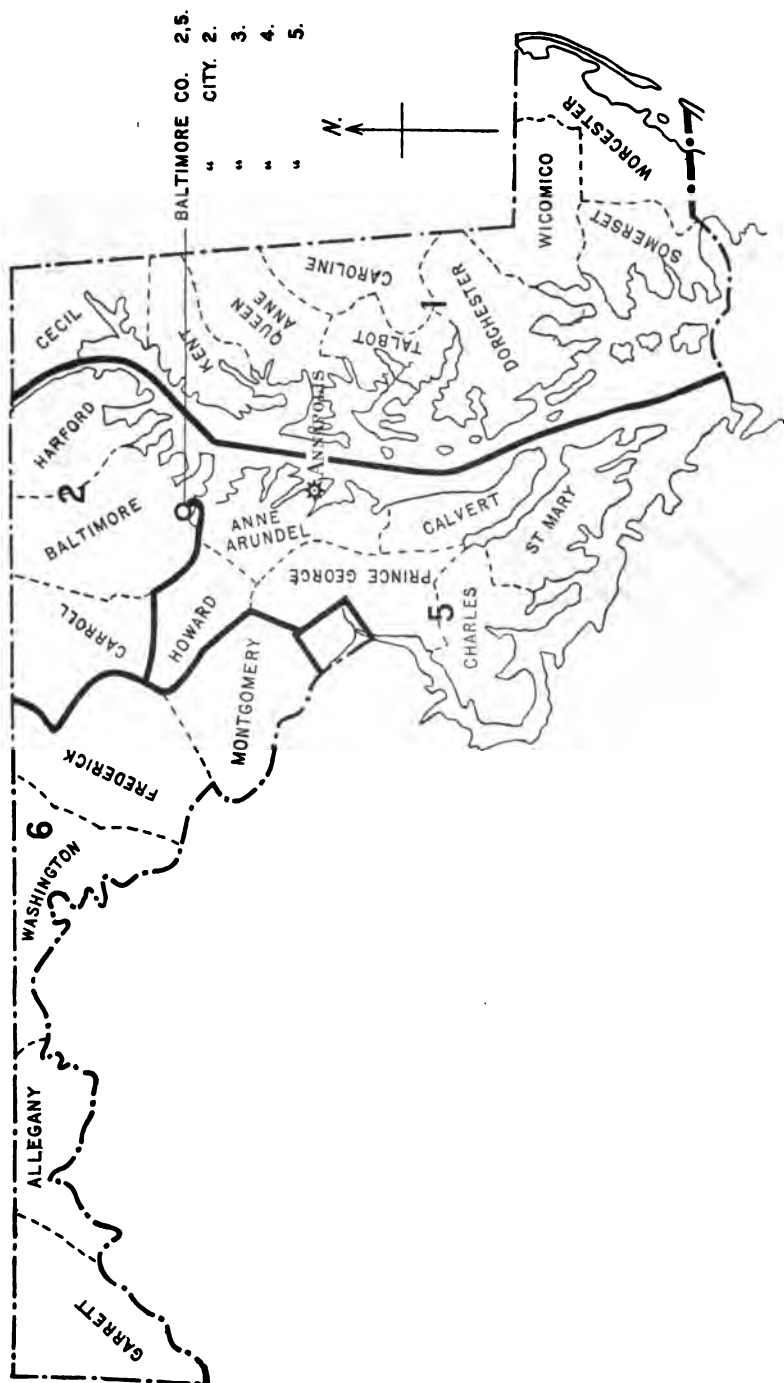 BALTIMORE CO. 2,5.
" CITY. 2.
" 3.
" 4.
" 5.
N.
CECIL
HARFORD
2
BALTIMORE
CARROLL
KENT
QUEEN
ANNE
CAROLINE
TALBOT
1
DORCHESTER
WICOMICO
WORCESTER
SOMERSET
ANNAPOLIS
ANNE
ARUNDEL
HOWARD
MONTGOMERY
PRINCE GEORGE
CALVERT
5
CHARLES
ST MARY
FREDERICK
6
WASHINGTON
ALLEGANY
GARRETT